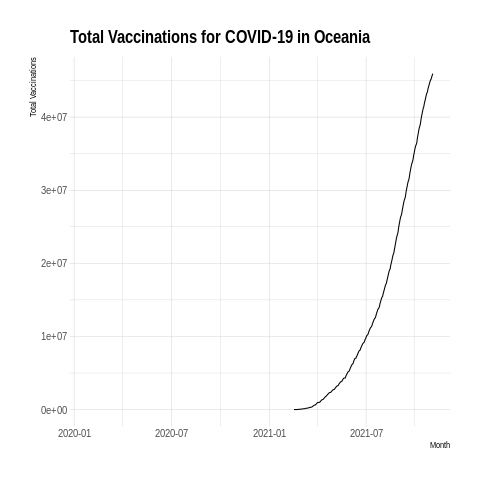 Total Vaccinations for COVID-19 in Oceania
Total Vaccinations
4e+07
3e+07
2e+07
1e+07
0e+00
2020-01
2020-07
2021-01
2021-07
Month